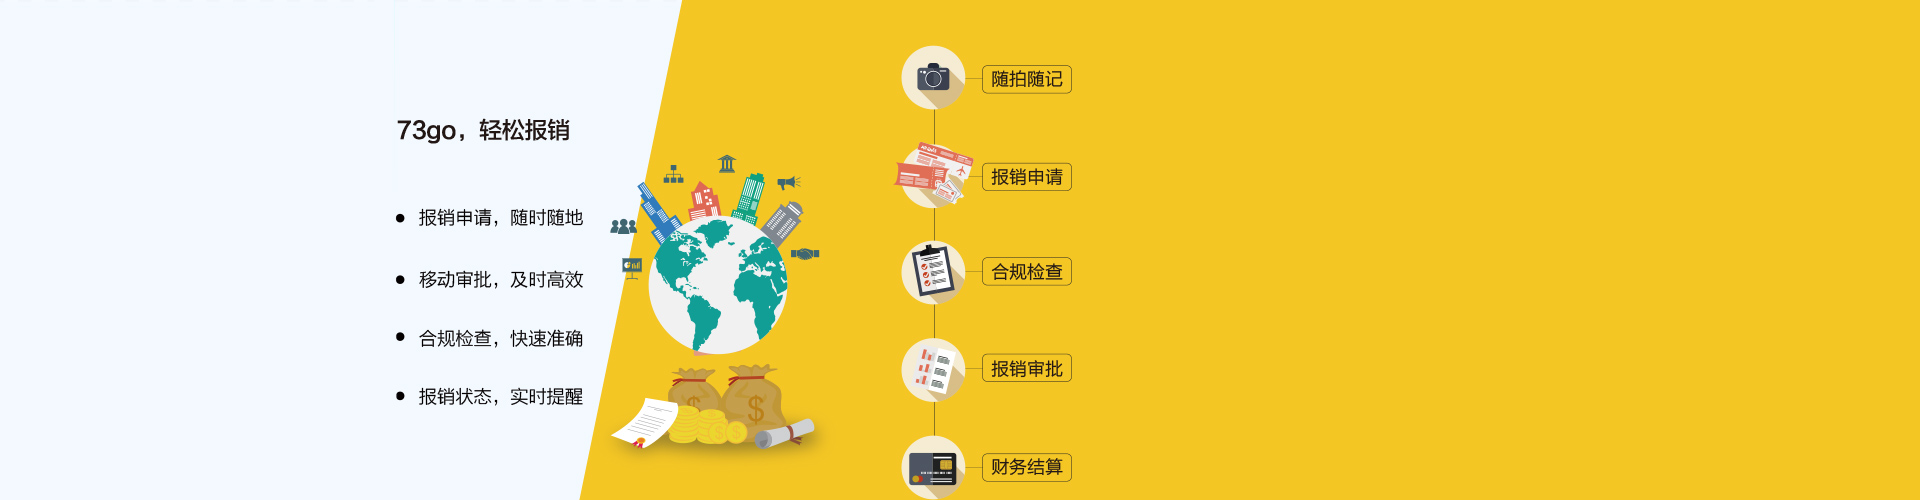 73go，轻松报销
报销申请，随时随地
移动审批，及时高效
合规检查，快速准确
报销状态，实时提醒
随拍随记
报销申请
合规检查
报销审批
财务结算
$
$